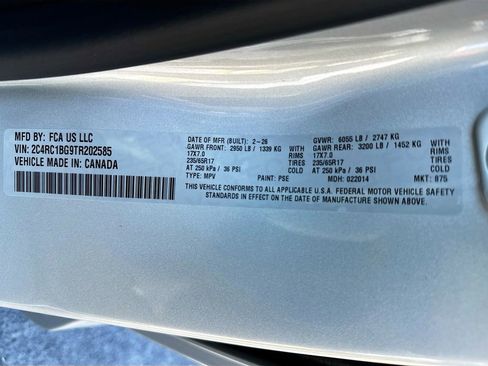 MFD BY: FCA US LLC
VIN: 2C4RC1BG9TR202585
VEHICLE MADE IN: CANADA
DATE OF MFR (BUILT): 2-26 GVWR: 6055 LB / 2747 KG
GAWR FRONT: 2950 LB / 1339 KG WITH GAWR REAR: 3200 LB / 1452 KG WITH
17X7.0 RIMS 17X7.0 RIMS
235/65R17 TIRES 235/65R17 TIRES
AT 250 kPa / 36 PSI COLD AT 250 kPa / 36 PSI COLD
TYPE: MPV PAINT: PSE MDH: 022014 MKT: 875
THIS VEHICLE CONFORMS TO ALL APPLICABLE U.S.A. FEDERAL MOTOR VEHICLE SAFETY
STANDARDS IN EFFECT ON THE DATE OF MANUFACTURE SHOWN ABOVE